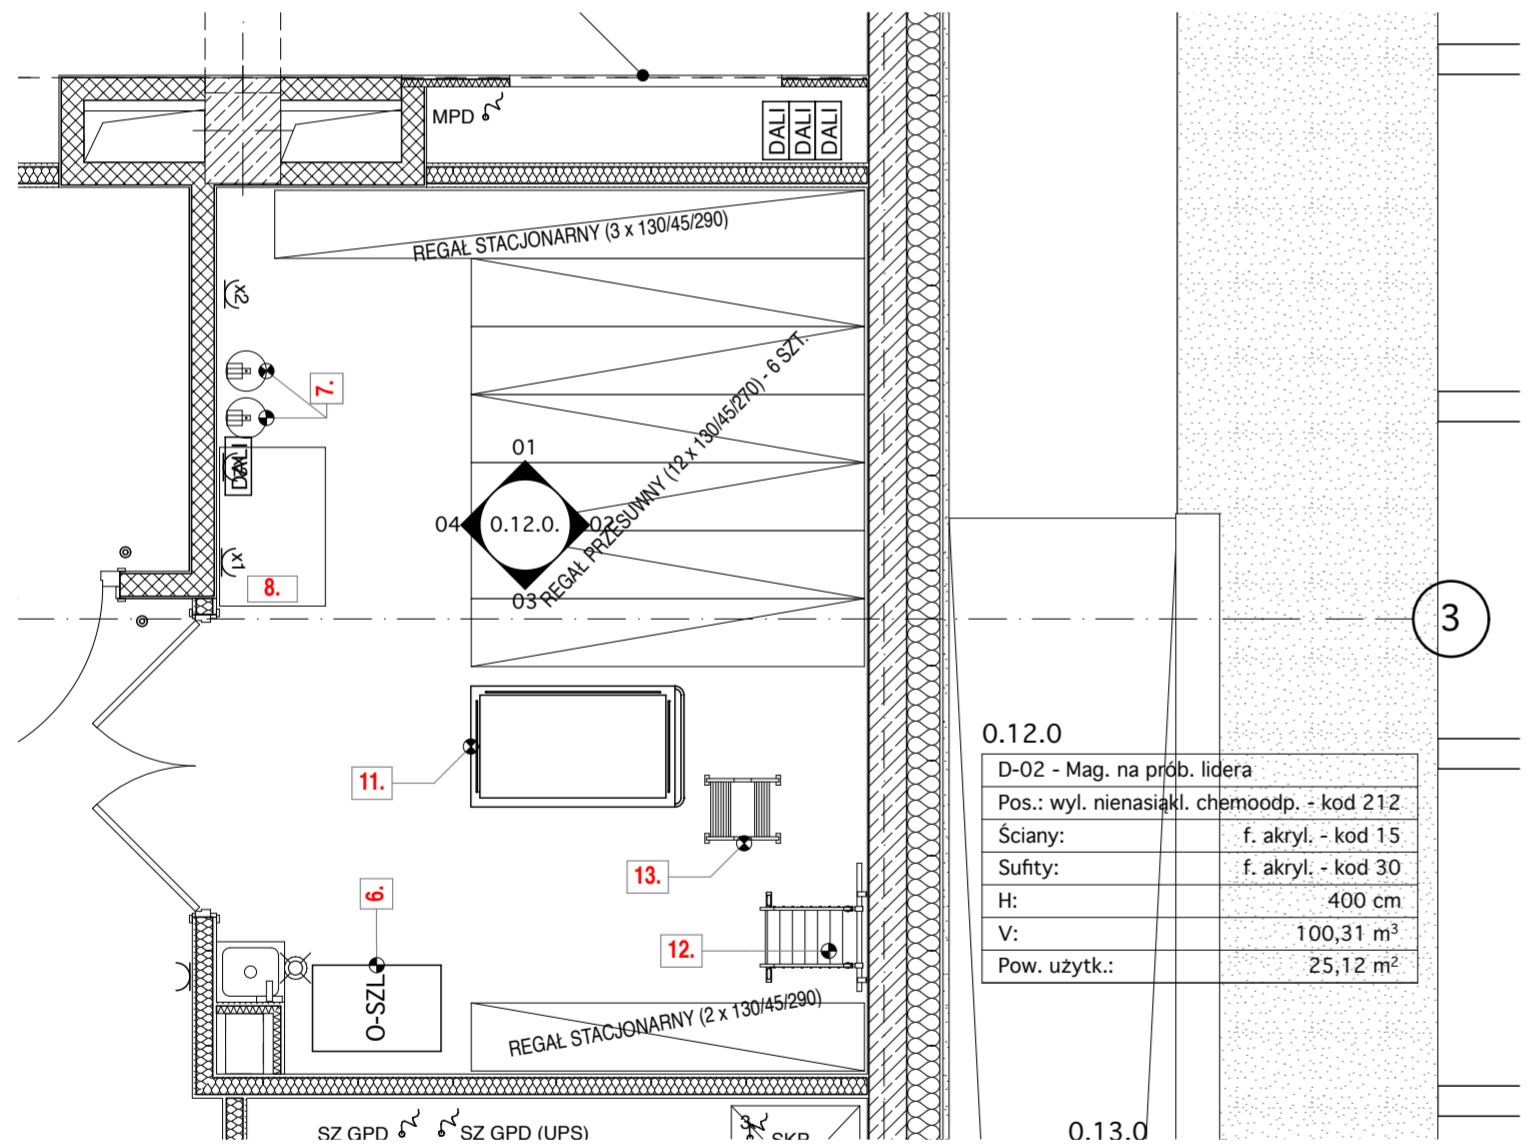 MPD
DALI
DALI
DALI
REGAŁ STACJONARNY (3 x 130/45/290)
x2
7.
REGAŁ PRZESUWNY (12 x 130/45/270) - 6 SZT.
DALI
01
04
0.12.0.
02
03
x1
8.
3
0.12.0
D-02 - Mag. na prób. lidera
Pos.: wyl. nienasiąkl. chemoodp. - kod 212
Ściany: f. akryl. - kod 15
Sufity: f. akryl. - kod 30
H: 400 cm
V: 100,31 m³
Pow. użytk.: 25,12 m²
11.
13.
6.
12.
O-SZL
REGAŁ STACJONARNY (2 x 130/45/290)
SZ GPD
SZ GPD (UPS)
3
SKP
0.13.0